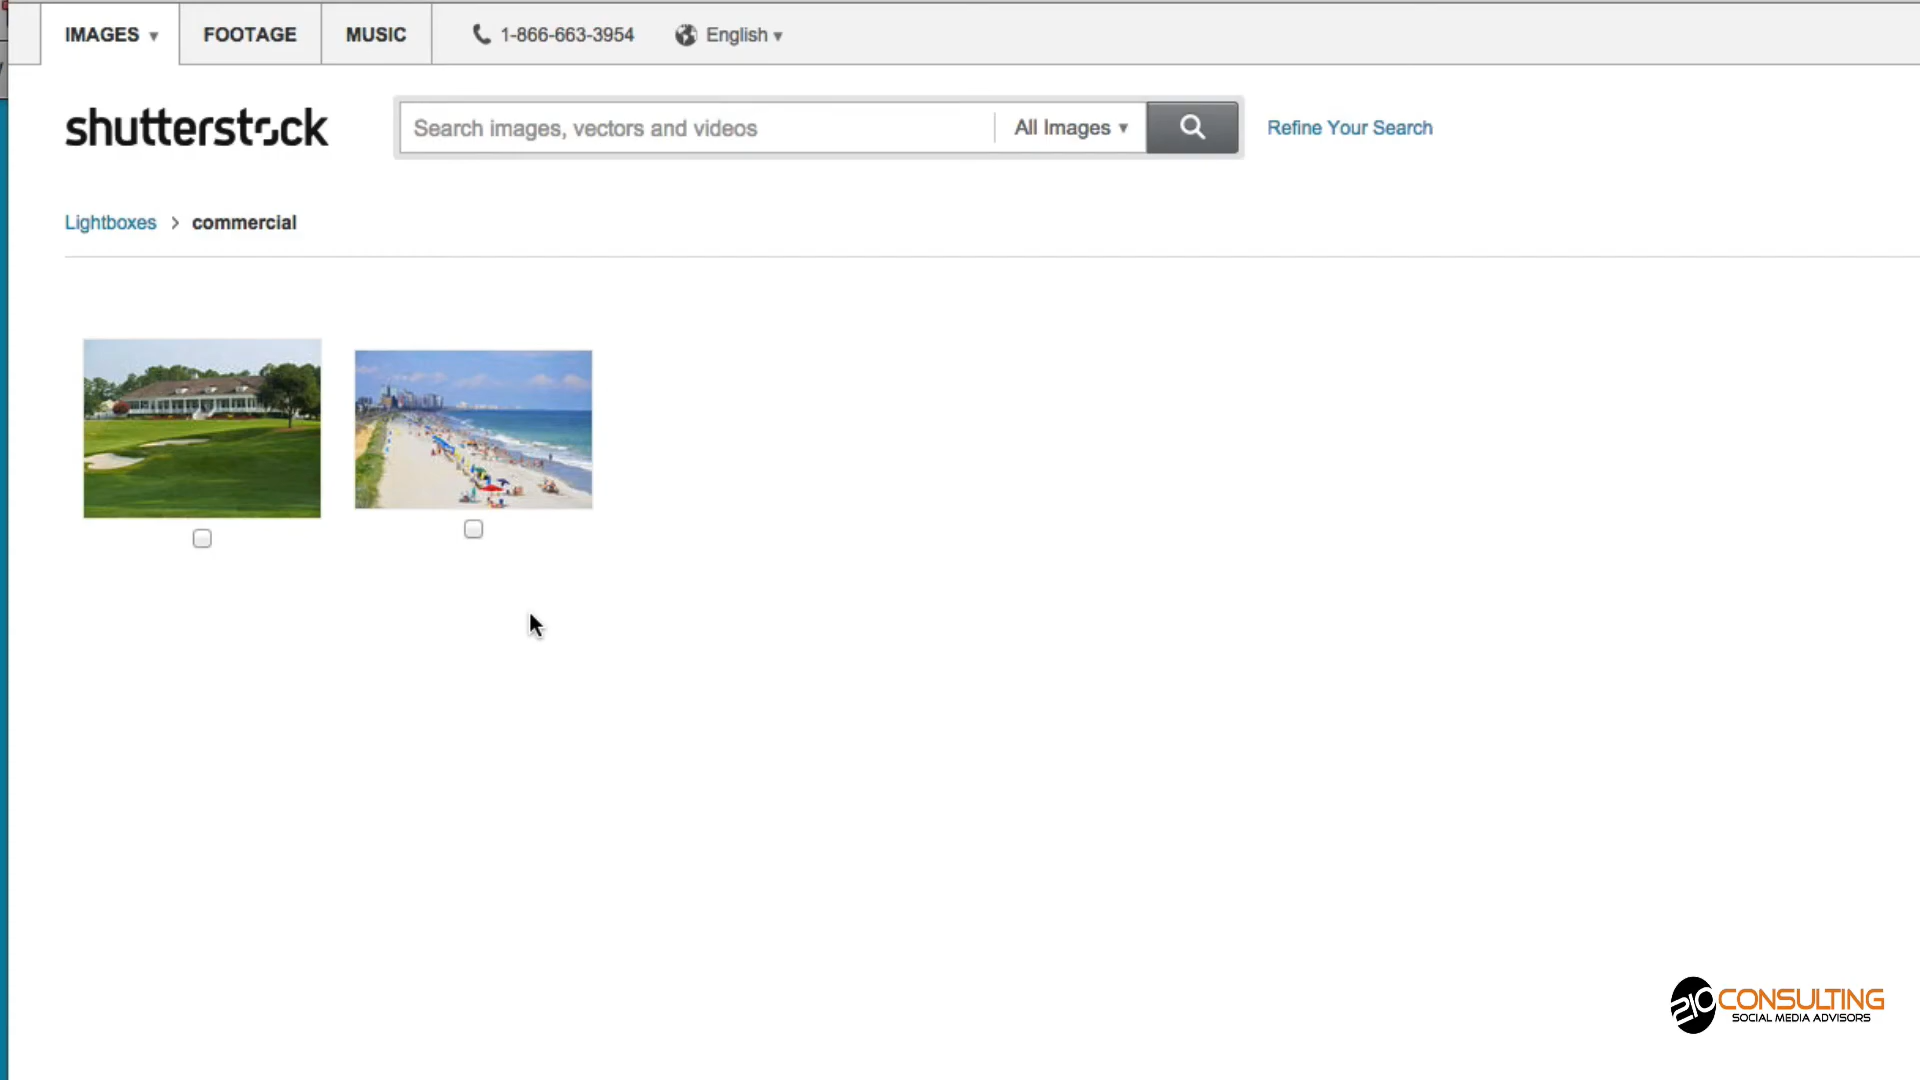 IMAGES ▾ FOOTAGE MUSIC 1-866-663-3954 English ▾
shutterstock Search images, vectors and videos All Images ▾ Refine Your Search
Lightboxes > commercial
210 CONSULTING
SOCIAL MEDIA ADVISORS